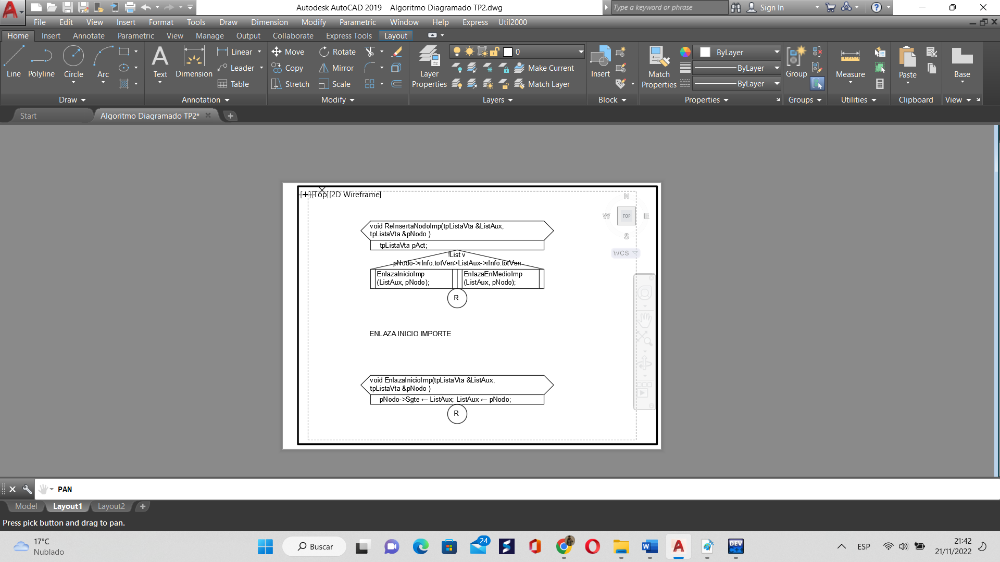 Autodesk AutoCAD 2019 Algoritmo Diagramado TP2.dwg
Type a keyword or phrase
Sign In
File Edit View Insert Format Tools Draw Dimension Modify Parametric Window Help Express Util2000
Home Insert Annotate Parametric View Manage Output Collaborate Express Tools Layout
Line
Polyline
Circle
Arc
Draw
Text
Dimension
Linear
Leader
Table
Annotation
Move
Rotate
Copy
Mirror
Stretch
Scale
Modify
Layer
Properties
0
Make Current
Match Layer
Layers
Insert
Block
Match
Properties
ByLayer
ByLayer
ByLayer
Properties
Group
Groups
Measure
Utilities
Paste
Clipboard
Base
View
Start
Algoritmo Diagramado TP2*
[+][Top][2D Wireframe]
N
W TOP E
S
WCS
void ReInsertaNodoImp(tpListaVta &ListAux,
tpListaVta &pNodo )
tpListaVta pAct;
!List v
pNodo->rInfo.totVen>ListAux->rInfo.totVen
EnlazaInicioImp
(ListAux, pNodo);
EnlazaEnMedioImp
(ListAux, pNodo);
R
ENLAZA INICIO IMPORTE
void EnlazaInicioImp(tpListaVta &ListAux,
tpListaVta &pNodo )
pNodo->Sgte ← ListAux; ListAux ← pNodo;
R
PAN
Model Layout1 Layout2
Press pick button and drag to pan.
17°C
Nublado
Buscar
24
DEV
C++
ESP
21:42
21/11/2022